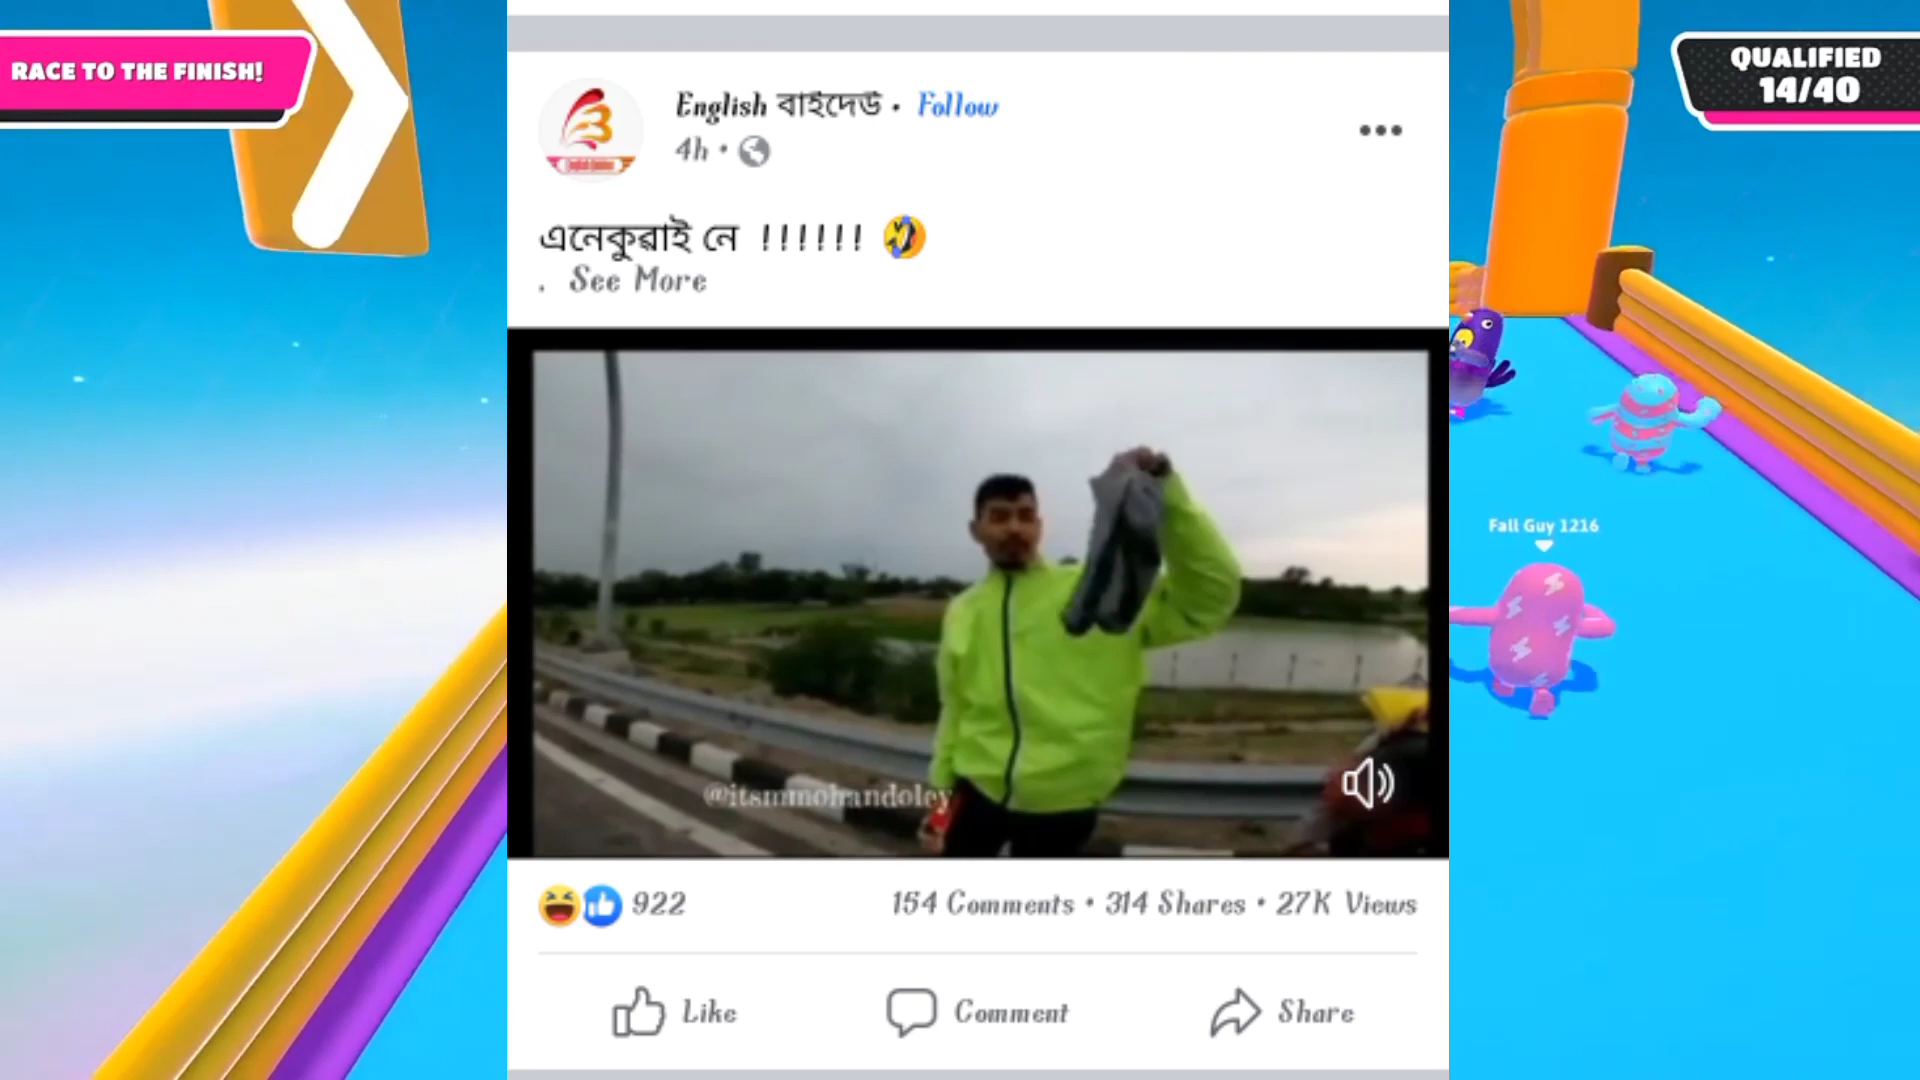 RACE TO THE FINISH!
QUALIFIED
14/40
English বাইদেউ • Follow
4h •
এনেকুৱাই নে !!!!!! 🤣
. See More
Fall Guy 1216
@itsmmohandoley
922
154 Comments • 314 Shares • 27K Views
Like
Comment
Share